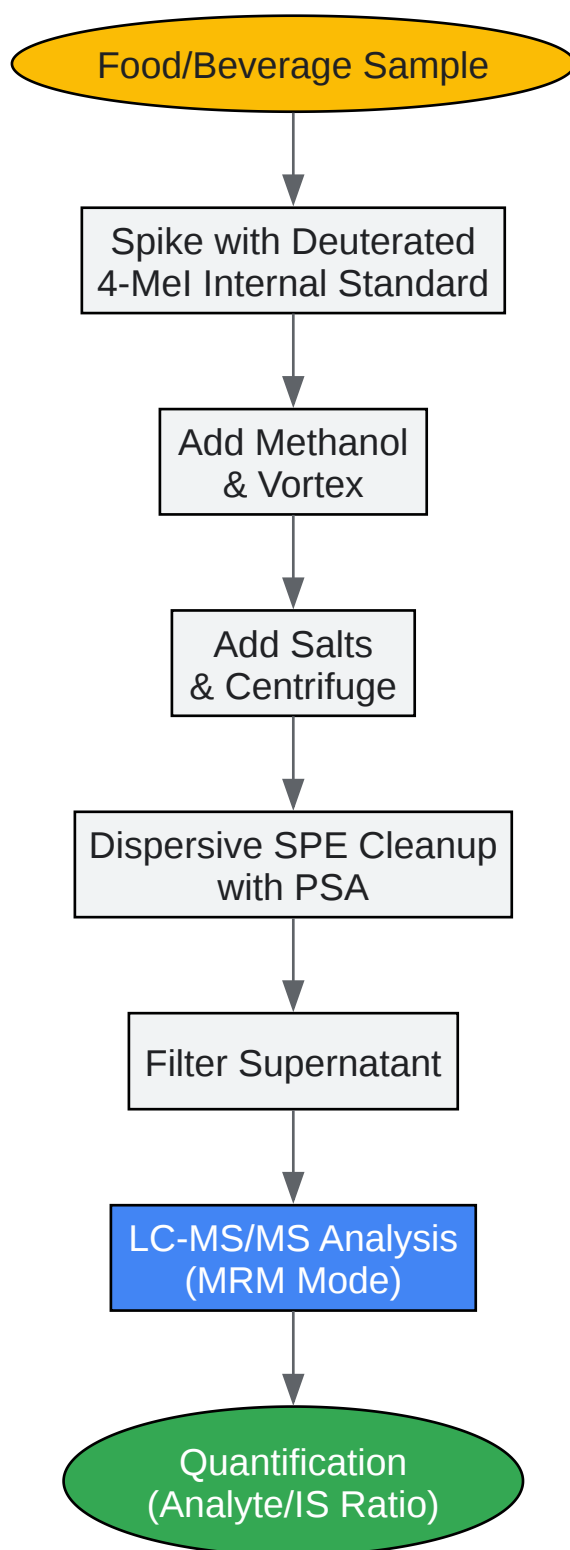 Food/Beverage Sample
Spike with Deuterated
4-MeI Internal Standard
Add Methanol
& Vortex
Add Salts
& Centrifuge
Dispersive SPE Cleanup
with PSA
Filter Supernatant
LC-MS/MS Analysis
(MRM Mode)
Quantification
(Analyte/IS Ratio)